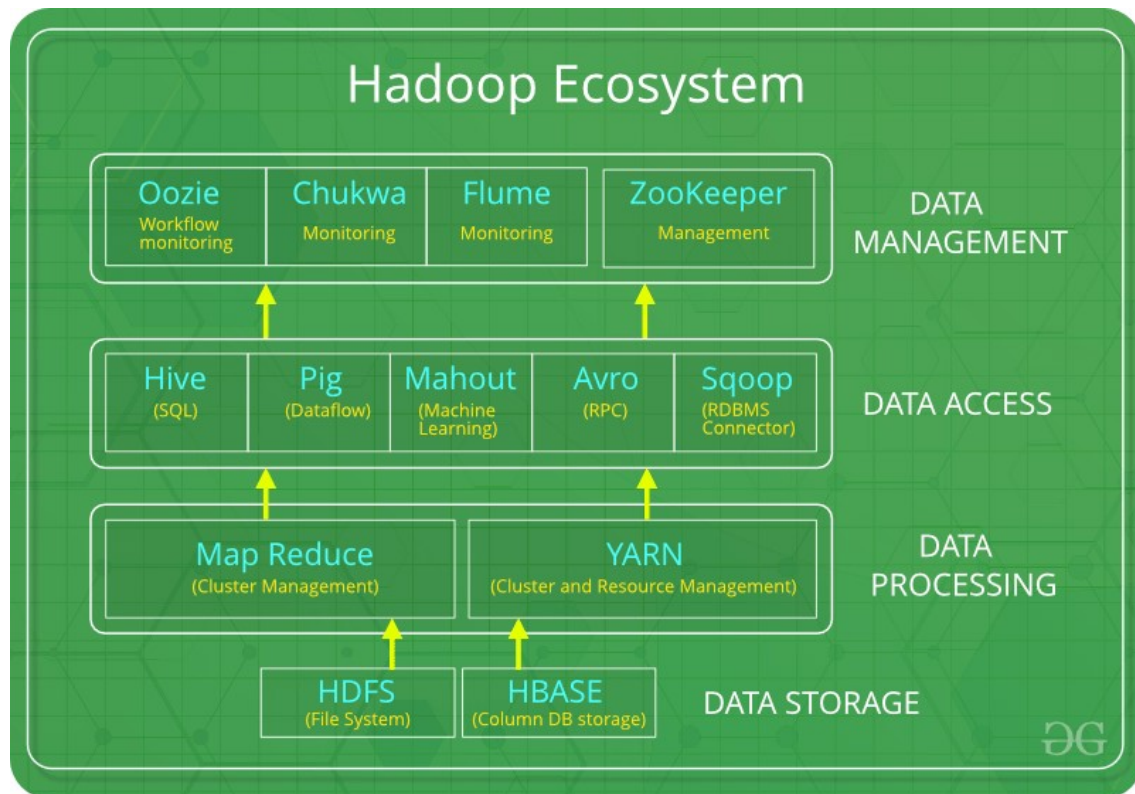 Hadoop Ecosystem
Oozie
Workflow
monitoring
Chukwa
Monitoring
Flume
Monitoring
ZooKeeper
Management
DATA
MANAGEMENT
Hive
(SQL)
Pig
(Dataflow)
Mahout
(Machine
Learning)
Avro
(RPC)
Sqoop
(RDBMS
Connector)
DATA ACCESS
Map Reduce
(Cluster Management)
YARN
(Cluster and Resource Management)
DATA
PROCESSING
HDFS
(File System)
HBASE
(Column DB storage)
DATA STORAGE